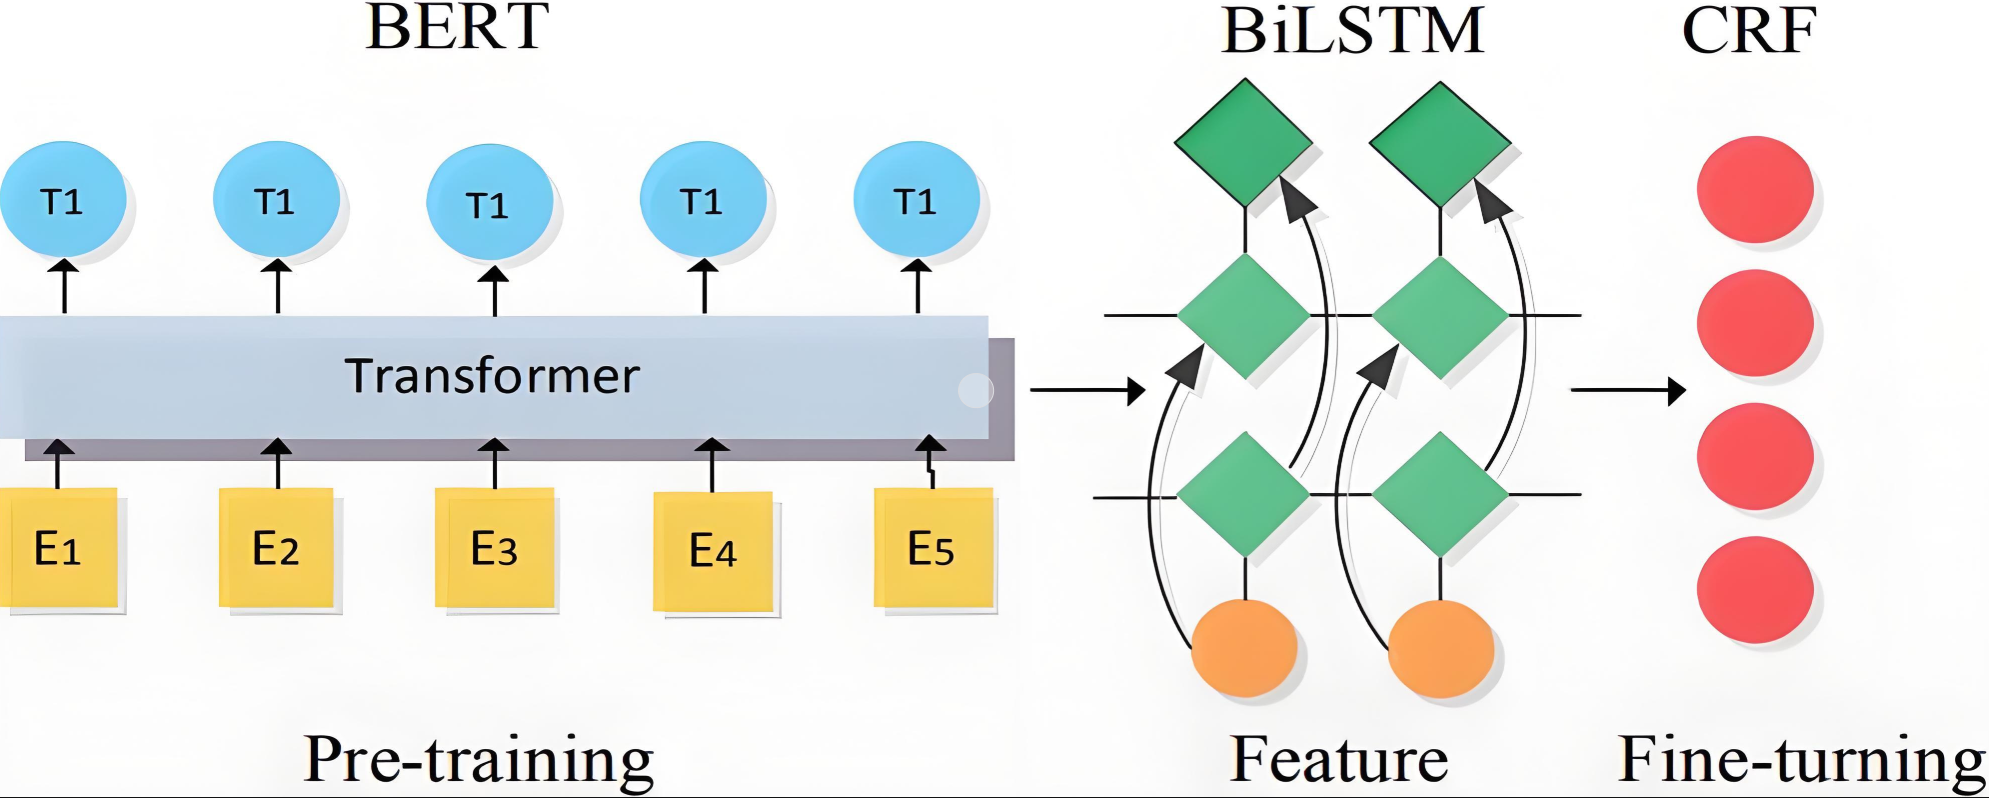 BERT
BiLSTM
CRF
T1
T1
T1
T1
T1
Transformer
E1
E2
E3
E4
E5
Pre-training
Feature
Fine-turning